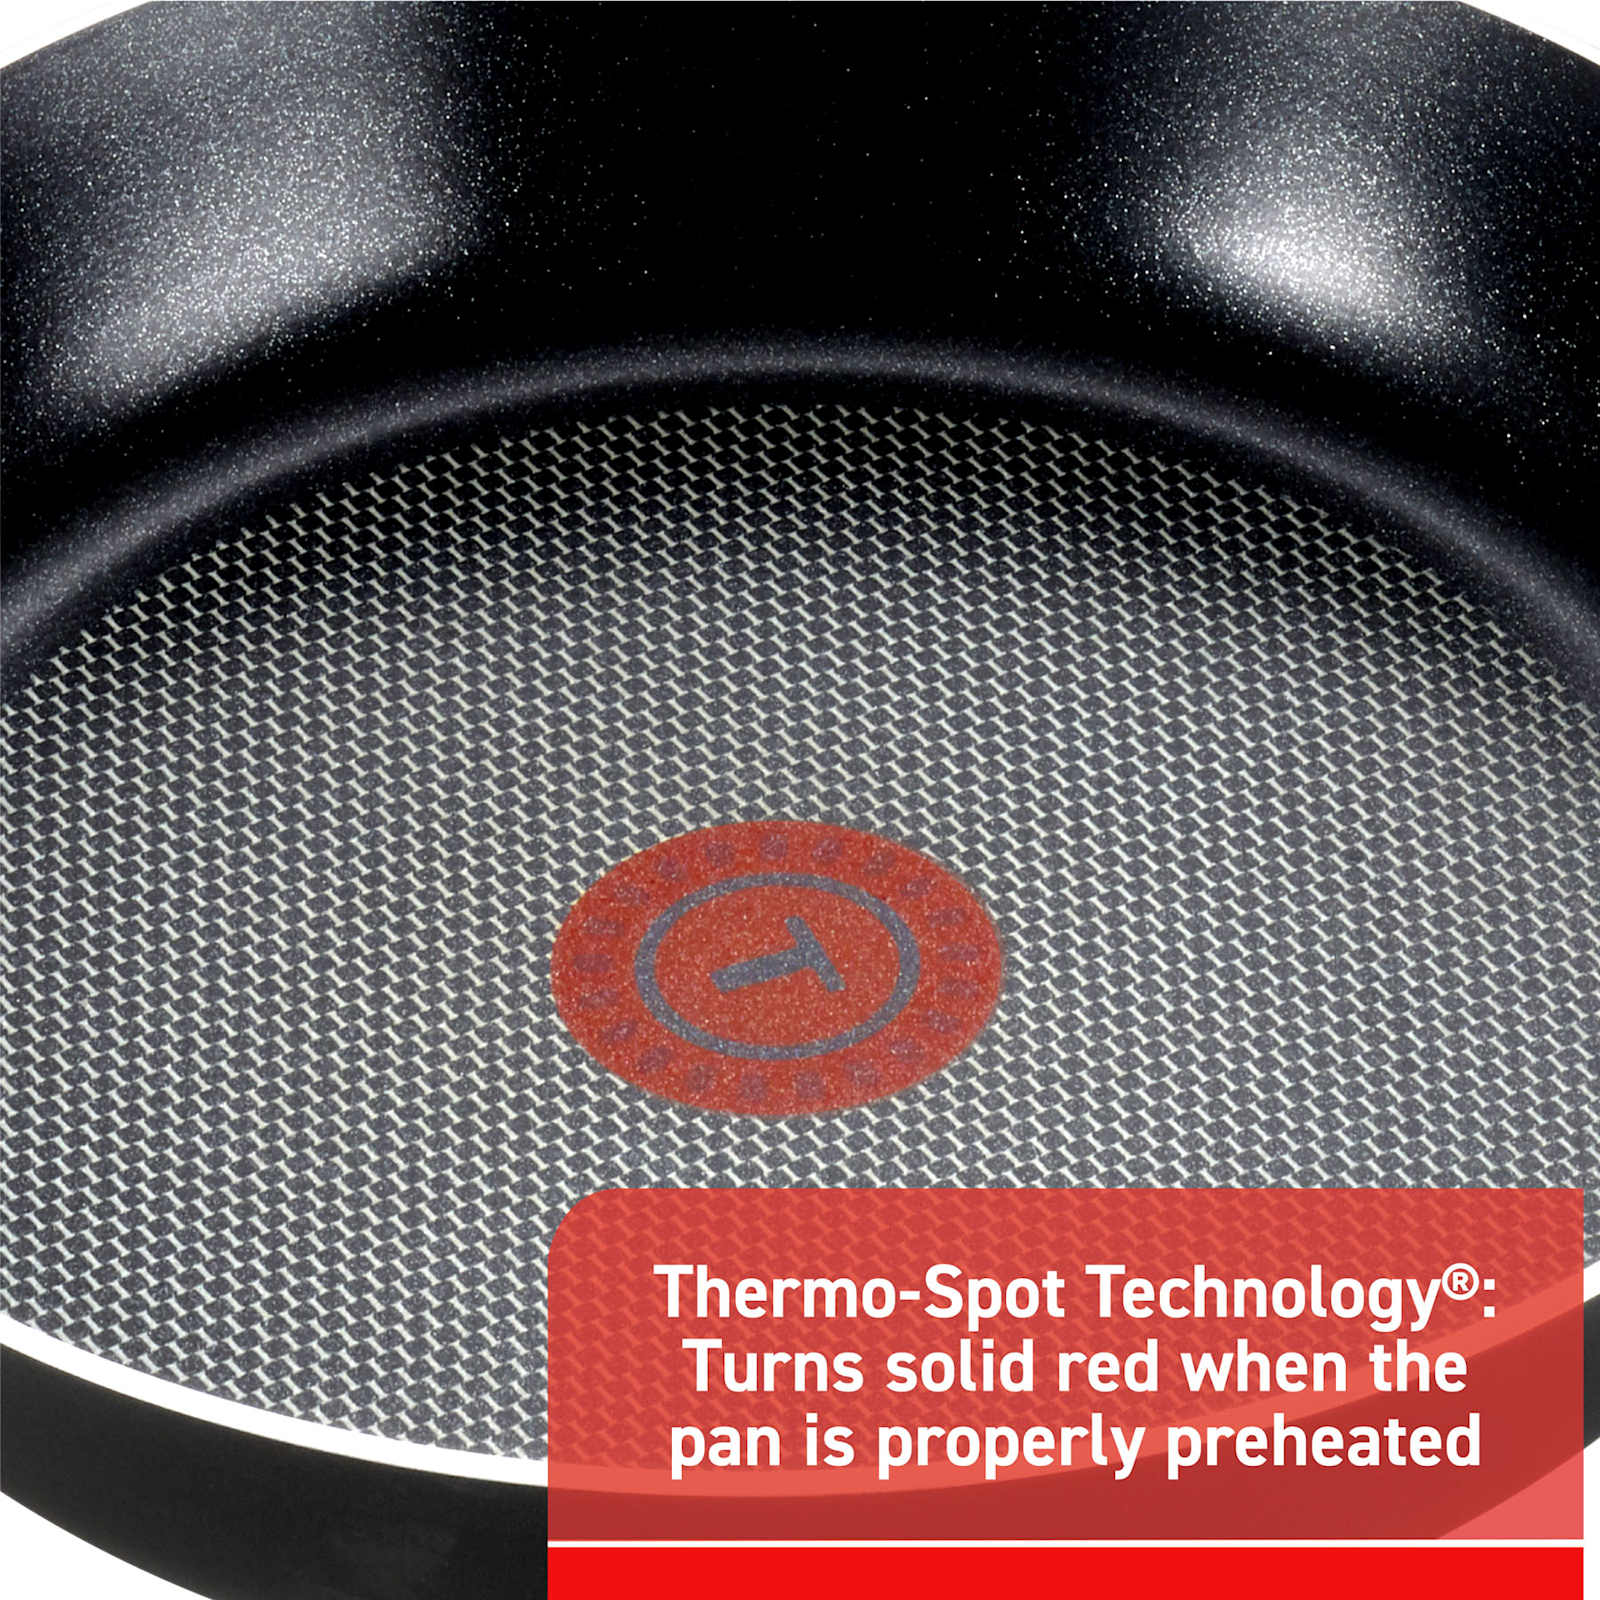 T
Thermo-Spot Technology®:
Turns solid red when the
pan is properly preheated